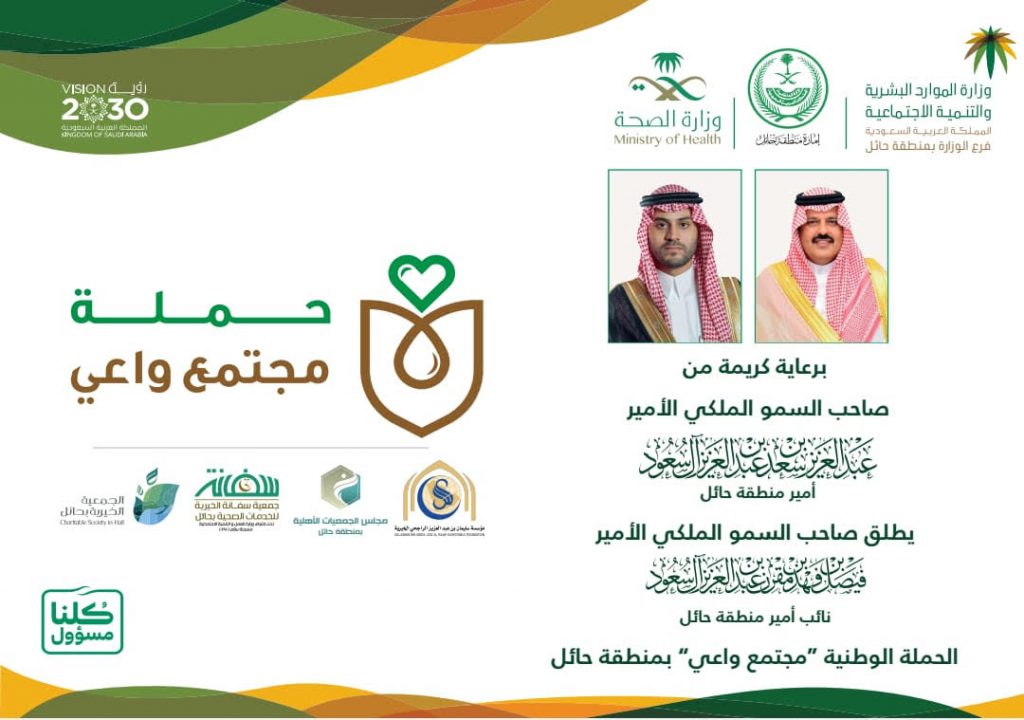 رؤيـــة VISION
2030
المملكة العربية السعودية
KINGDOM OF SAUDI ARABIA
وزارة الصحة
Ministry of Health
إمارة منطقة حائل
وزارة الموارد البشرية
والتنمية الاجتماعية
المملكة العربية السعودية
فرع الوزارة بمنطقة حائل
برعاية كريمة من
صاحب السمو الملكي الأمير
عبدالعزيز بن سعد بن عبدالعزيز آل سعود
أمير منطقة حائل
يطلق صاحب السمو الملكي الأمير
فيصل بن فهد بن مقرن بن عبدالعزيز آل سعود
نائب أمير منطقة حائل
الحملة الوطنية “مجتمع واعي” بمنطقة حائل
حـمـلـة
مجتمع واعي
مؤسسة سليمان بن عبد العزيز الراجحي الخيرية
مجلس الجمعيات الأهلية
بمنطقة حائل
سفانة
جمعية سفانة الخيرية
للخدمات الصحية بحائل
الجمعية
الخيرية بحائل
Charitable Society in Hail
كُلنا
مسؤول